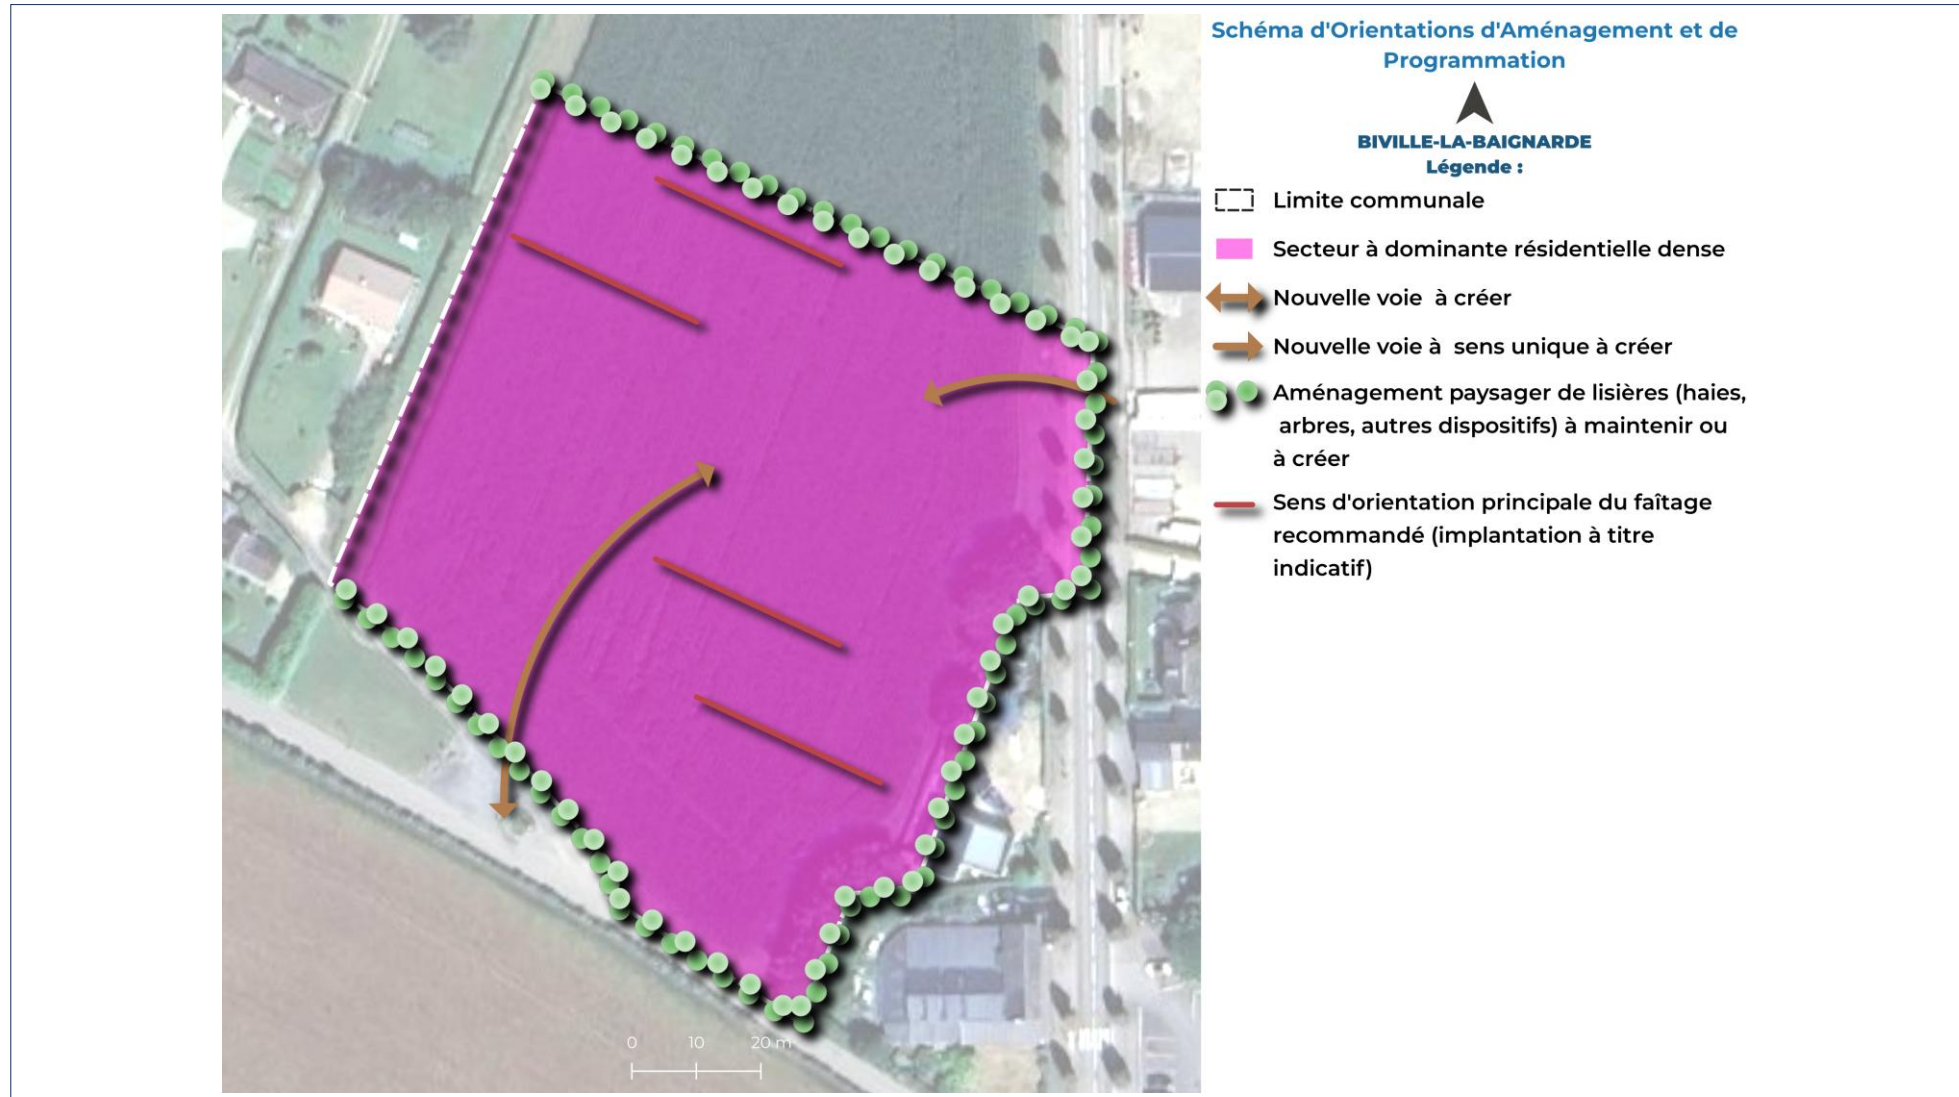 Schéma d'Orientations d'Aménagement et de
Programmation
BIVILLE-LA-BAIGNARDE
Légende :
Limite communale
Secteur à dominante résidentielle dense
Nouvelle voie à créer
Nouvelle voie à sens unique à créer
Aménagement paysager de lisières (haies,
arbres, autres dispositifs) à maintenir ou
à créer
Sens d'orientation principale du faîtage
recommandé (implantation à titre
indicatif)
0 10 20 m